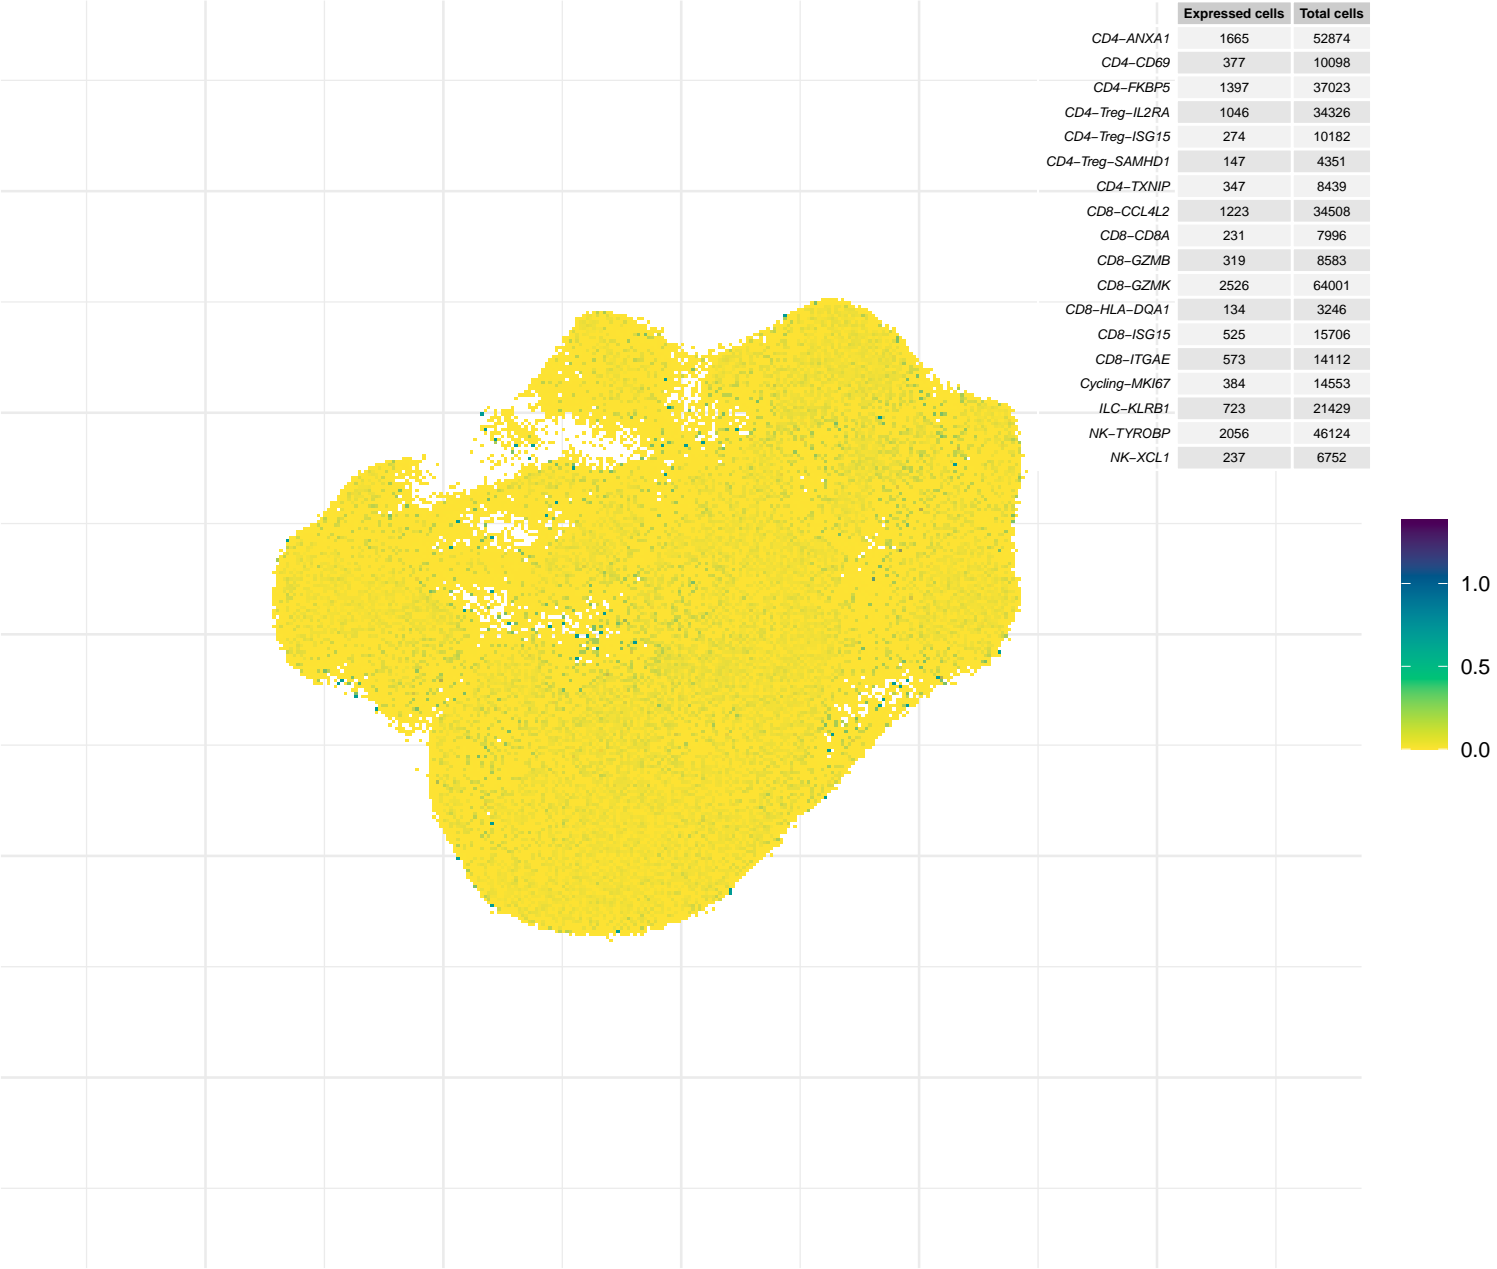 Expressed cells Total cells
CD4−ANXA1 1665 52874
CD4−CD69 377 10098
CD4−FKBP5 1397 37023
CD4−Treg−IL2RA 1046 34326
CD4−Treg−ISG15 274 10182
CD4−Treg−SAMHD1 147 4351
CD4−TXNIP 347 8439
CD8−CCL4L2 1223 34508
CD8−CD8A 231 7996
CD8−GZMB 319 8583
CD8−GZMK 2526 64001
CD8−HLA−DQA1 134 3246
CD8−ISG15 525 15706
CD8−ITGAE 573 14112
Cycling−MKI67 384 14553
ILC−KLRB1 723 21429
NK−TYROBP 2056 46124
NK−XCL1 237 6752
1.0
0.5
0.0